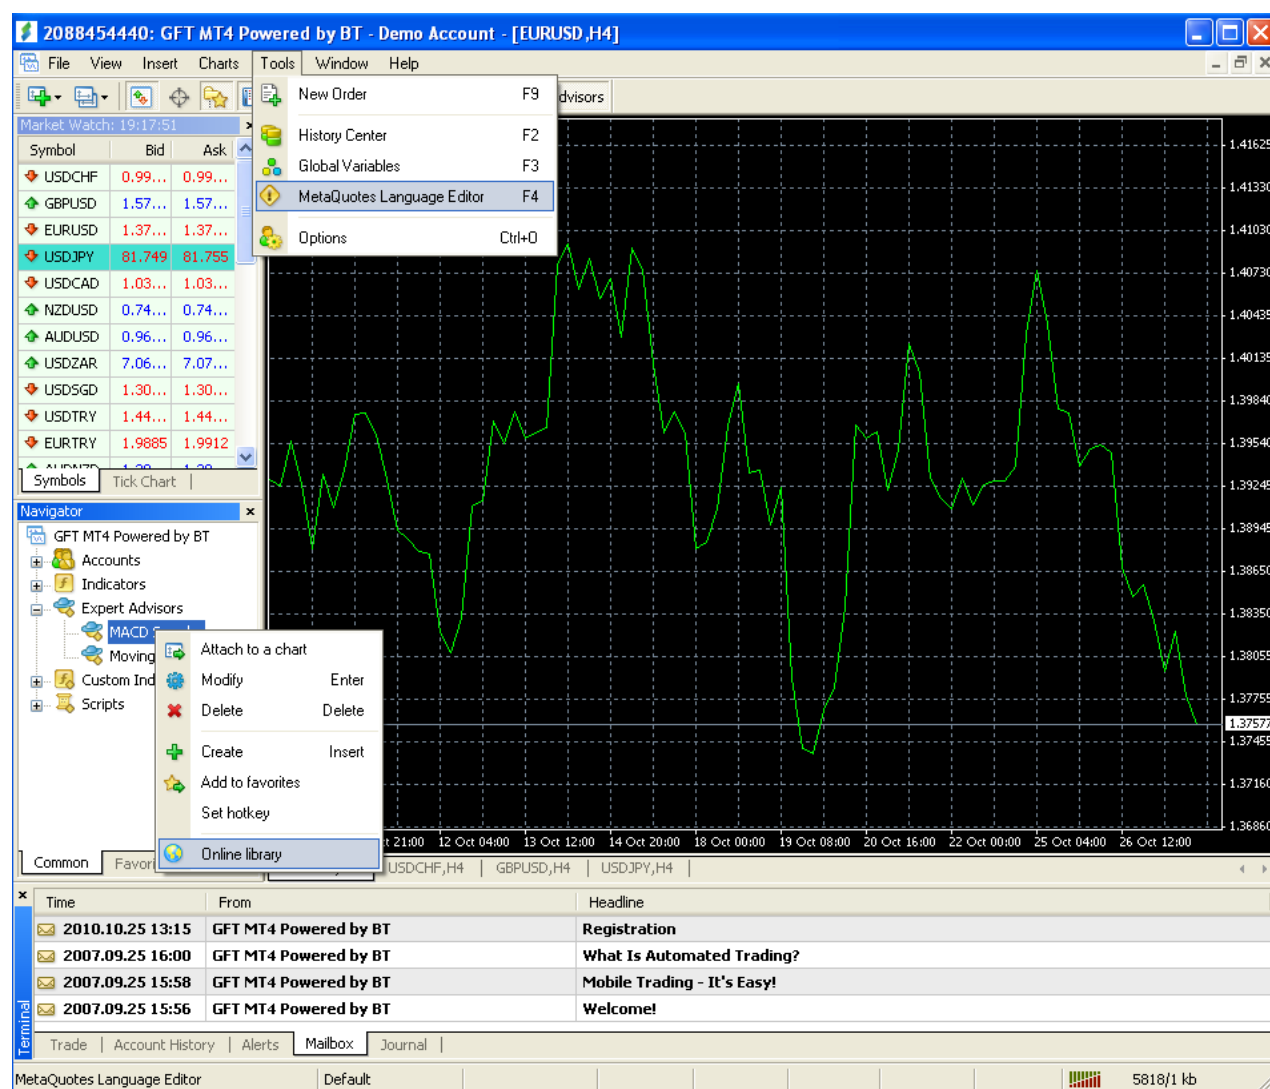 2088454440: GFT MT4 Powered by BT - Demo Account - [EURUSD,H4]
File View Insert Charts Tools Window Help
New Order F9
dvisors
History Center F2
Global Variables F3
MetaQuotes Language Editor F4
Options Ctrl+O
Market Watch: 19:17:51
Symbol Bid Ask
USDCHF 0.99... 0.99...
GBPUSD 1.57... 1.57...
EURUSD 1.37... 1.37...
USDJPY 81.749 81.755
USDCAD 1.03... 1.03...
NZDUSD 0.74... 0.74...
AUDUSD 0.96... 0.96...
USDZAR 7.06... 7.07...
USDSGD 1.30... 1.30...
USDTRY 1.44... 1.44...
EURTRY 1.9885 1.9912
Symbols Tick Chart
Navigator
GFT MT4 Powered by BT
Accounts
Indicators
Expert Advisors
MACD
Moving
Custom Ind
Scripts
Common Favori
Attach to a chart
Modify Enter
Delete Delete
Create Insert
Add to favorites
Set hotkey
Online library
1.41625
1.41330
1.41030
1.40730
1.40435
1.40135
1.39840
1.39540
1.39245
1.38945
1.38650
1.38350
1.38055
1.37755
1.37577
1.37455
1.37160
1.36860
t 21:00 12 Oct 04:00 13 Oct 12:00 14 Oct 20:00 18 Oct 00:00 19 Oct 08:00 20 Oct 16:00 22 Oct 00:00 25 Oct 04:00 26 Oct 12:00
USDCHF,H4 GBPUSD,H4 USDJPY,H4
Time From Headline
2010.10.25 13:15 GFT MT4 Powered by BT Registration
2007.09.25 16:00 GFT MT4 Powered by BT What Is Automated Trading?
2007.09.25 15:58 GFT MT4 Powered by BT Mobile Trading - It's Easy!
2007.09.25 15:56 GFT MT4 Powered by BT Welcome!
Terminal
Trade Account History Alerts Mailbox Journal
MetaQuotes Language Editor Default 5818/1 kb